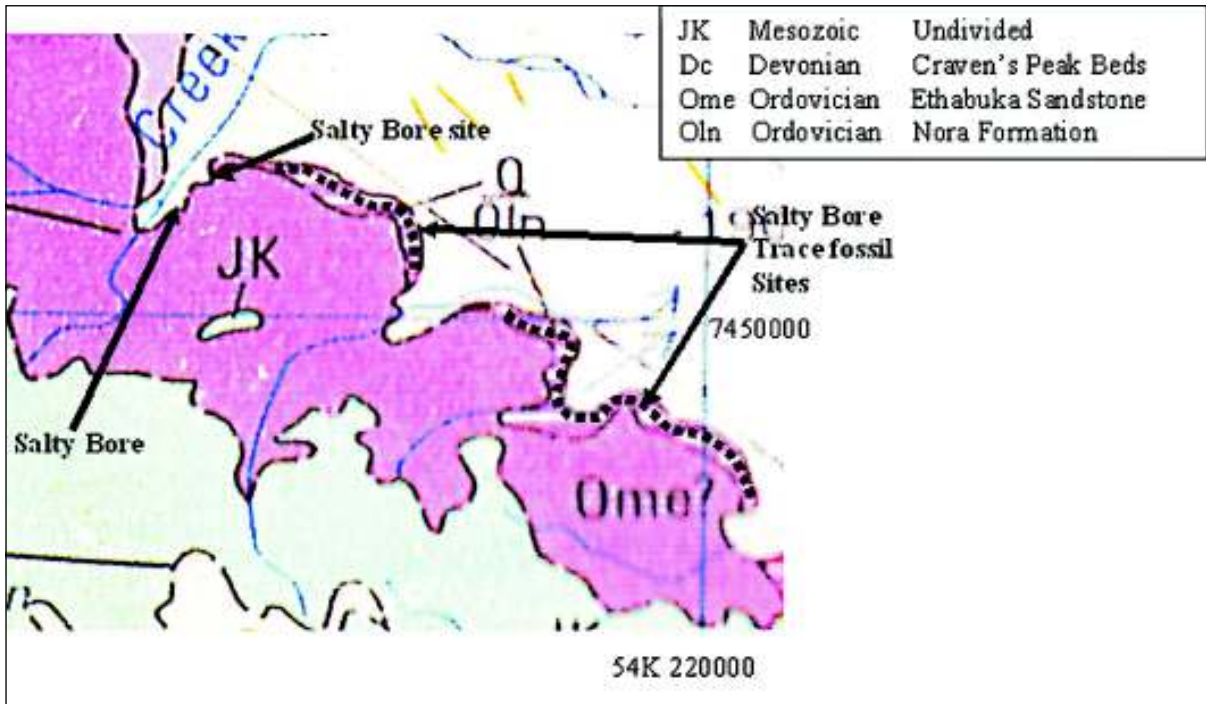 JK Mesozoic Undivided
Dc Devonian Craven's Peak Beds
Ome Ordovician Ethabuka Sandstone
Oln Ordovician Nora Formation
Creek
Salty Bore site
Q
Oln
Salty Bore
Trace fossil
Sites
JK
7450000
Salty Bore
Ome?
54K 220000